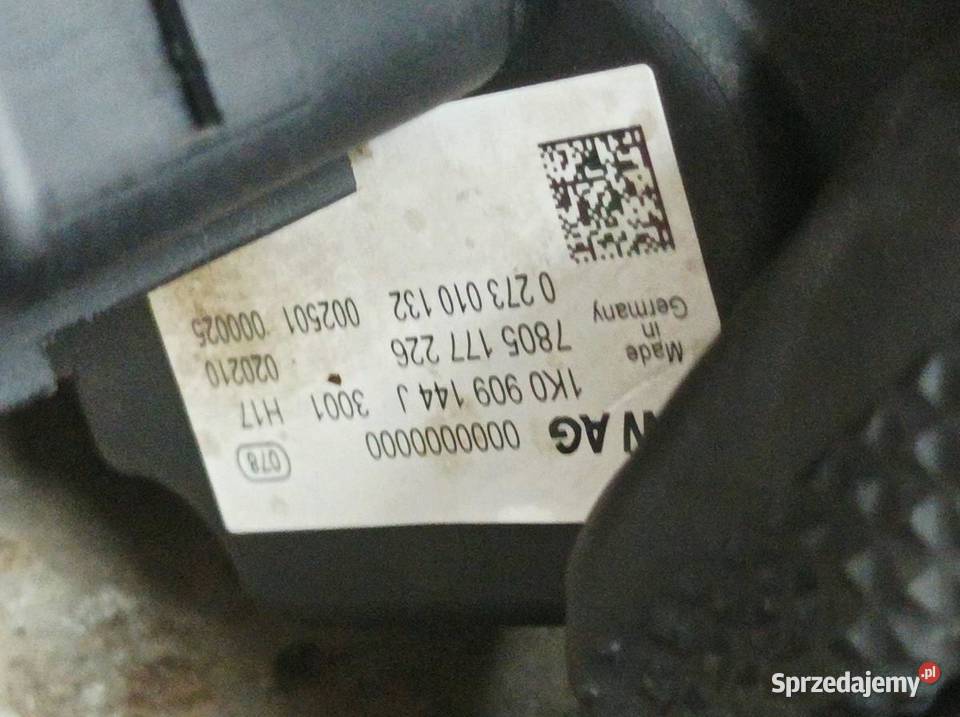 AG 0000000000 078
1K0 909 144 J 3001 H17
7805 177 226 020210
0 273 010 132 002501 000025
Made
in
Germany
Sprzedajemy.pl